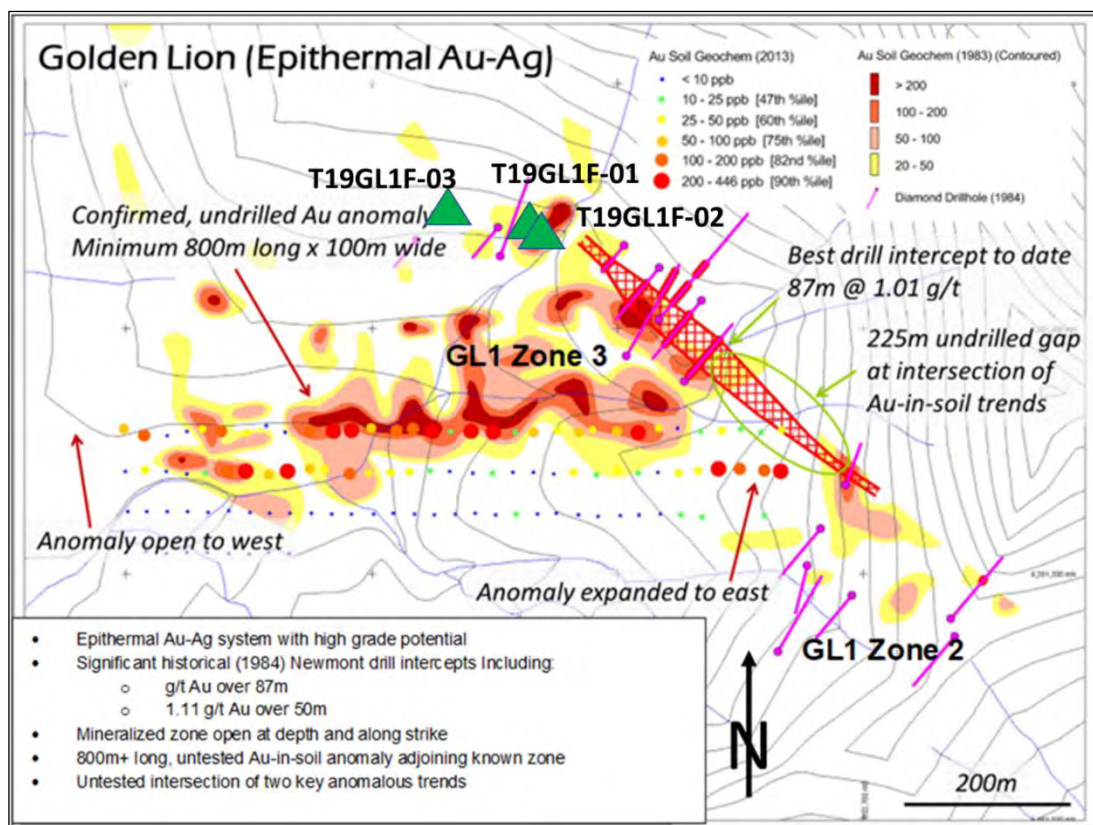 Golden Lion (Epithermal Au-Ag)
Au Soil Geochem (2013)
< 10 ppb
10 - 25 ppb [47th %ile]
25 - 50 ppb [60th %ile]
50 - 100 ppb [75th %ile]
100 - 200 ppb [82nd %ile]
200 - 446 ppb [90th %ile]
Au Soil Geochem (1983) (Contoured)
> 200
100 - 200
50 - 100
20 - 50
Diamond Drillhole (1984)
T19GL1F-03
T19GL1F-01
T19GL1F-02
Confirmed, undrilled Au anomaly
Minimum 800m long x 100m wide
Best drill intercept to date
87m @ 1.01 g/t
225m undrilled gap
at intersection of
Au-in-soil trends
GL1 Zone 3
Anomaly open to west
Anomaly expanded to east
GL1 Zone 2
N
200m
• Epithermal Au-Ag system with high grade potential
• Significant historical (1984) Newmont drill intercepts Including:
o g/t Au over 87m
o 1.11 g/t Au over 50m
• Mineralized zone open at depth and along strike
• 800m+ long, untested Au-in-soil anomaly adjoining known zone
• Untested intersection of two key anomalous trends